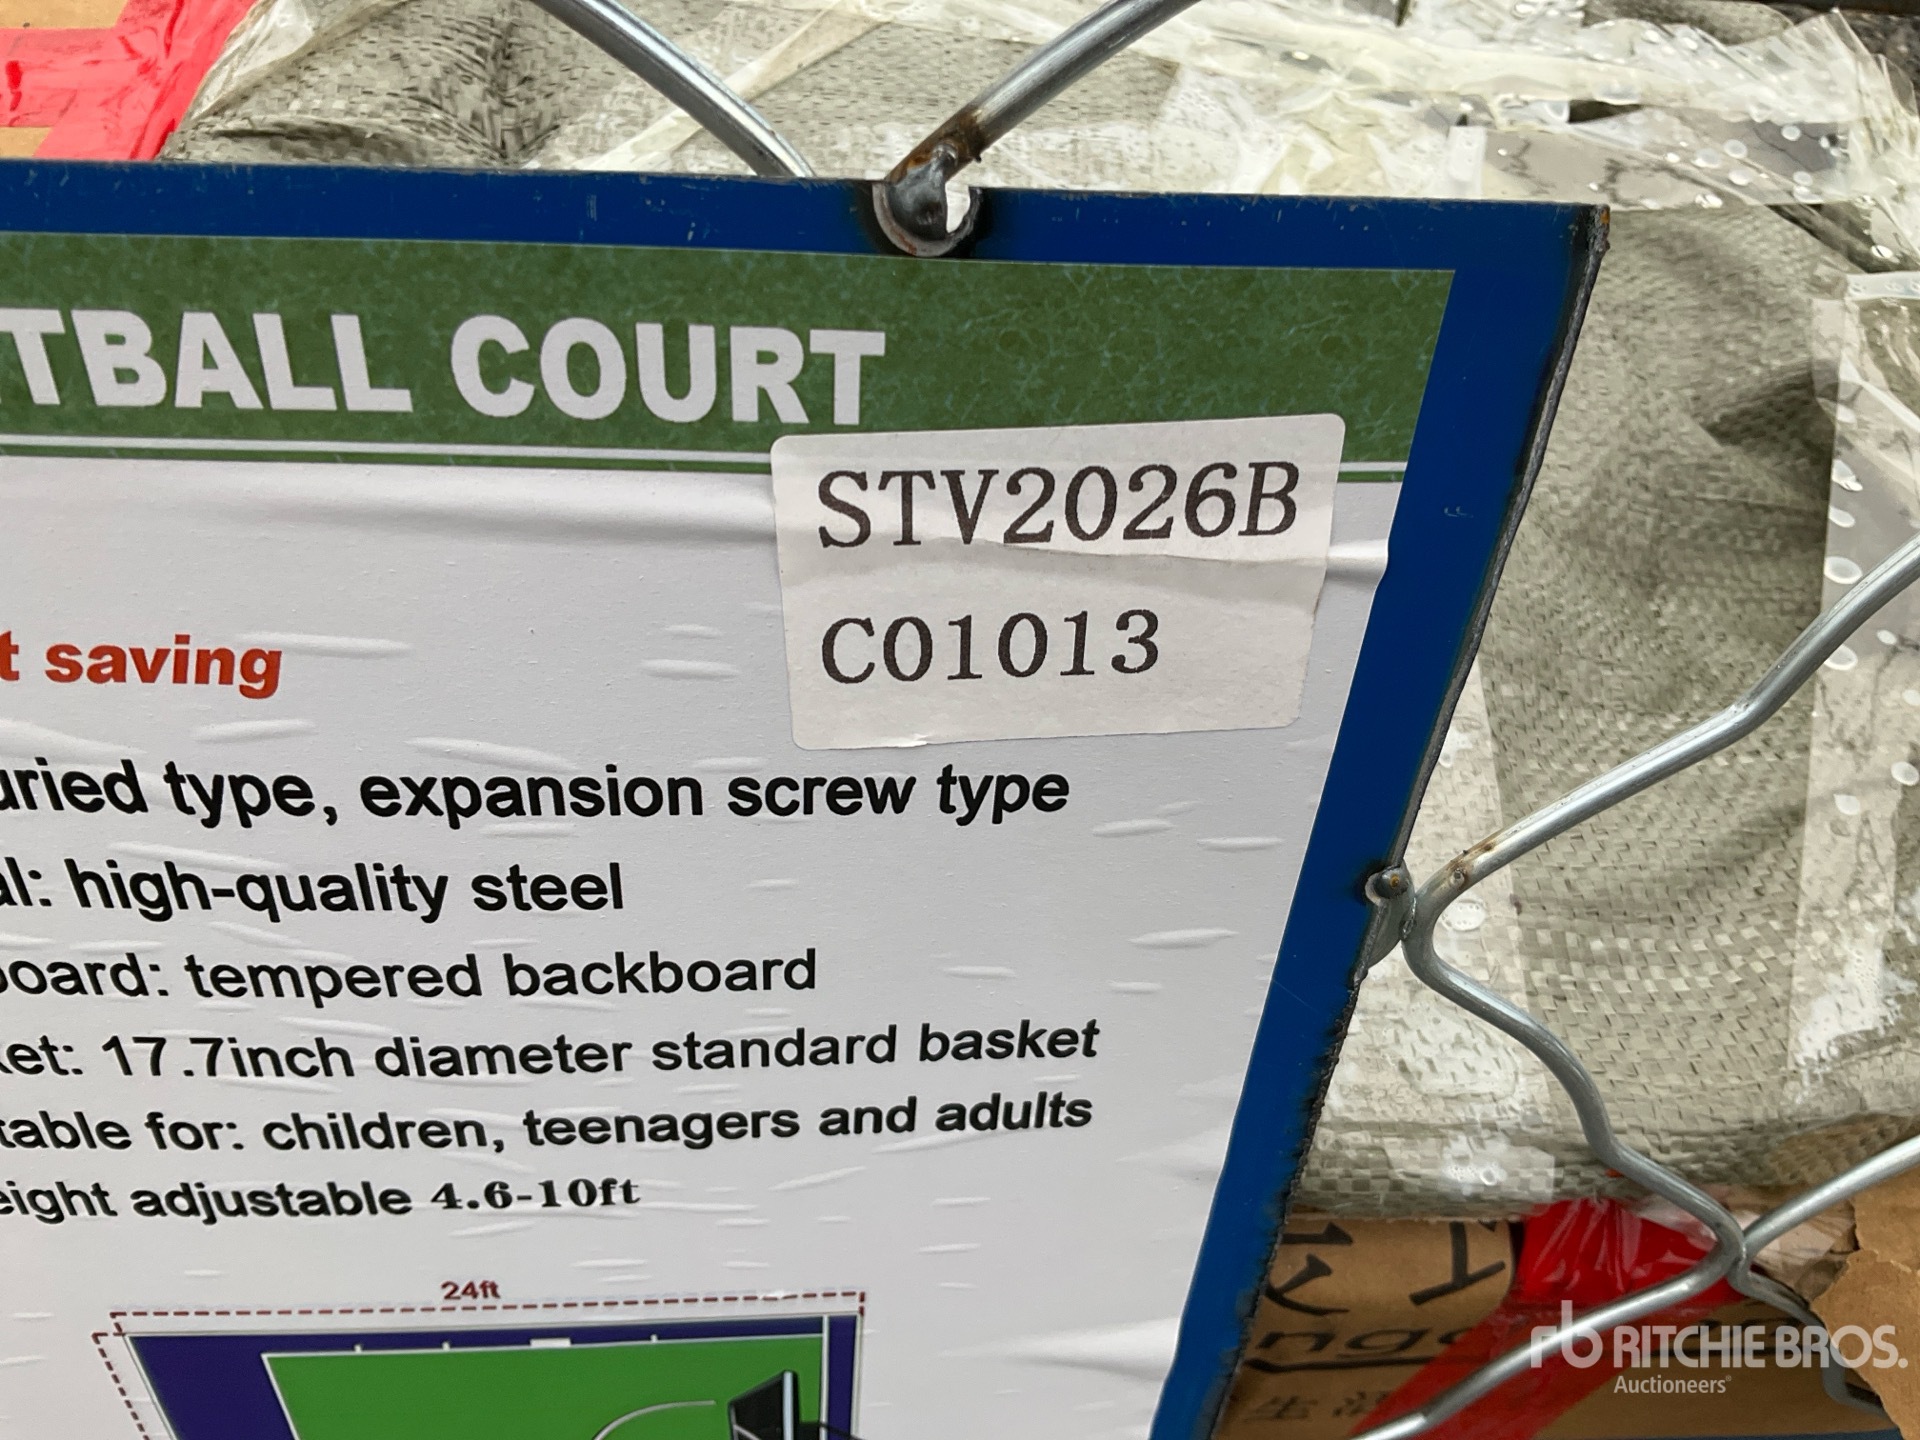 TBALL COURT
STV2026B
C01013
t saving
uried type, expansion screw type
al: high-quality steel
board: tempered backboard
ket: 17.7inch diameter standard basket
table for: children, teenagers and adults
eight adjustable 4.6-10ft
24ft
rb RITCHIE BROS.
Auctioneers